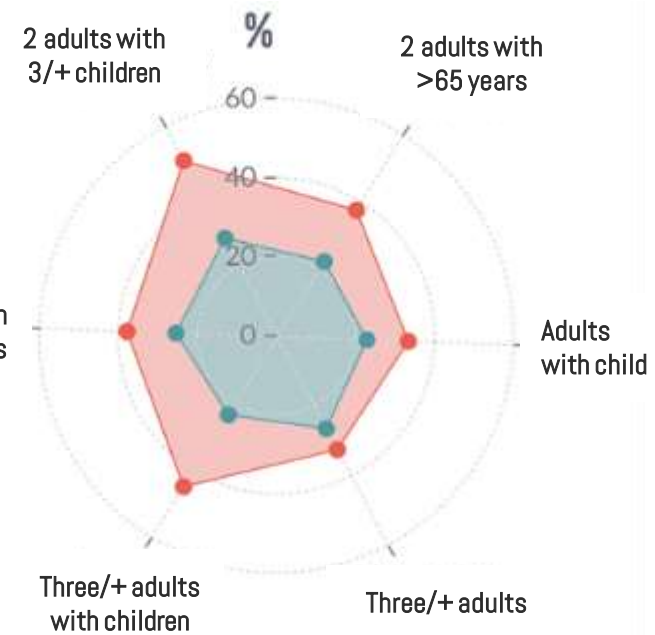 %
2 adults with
3/+ children
2 adults with
>65 years
60
40
20
0
Adults
with child
Three/+ adults
with children
Three/+ adults